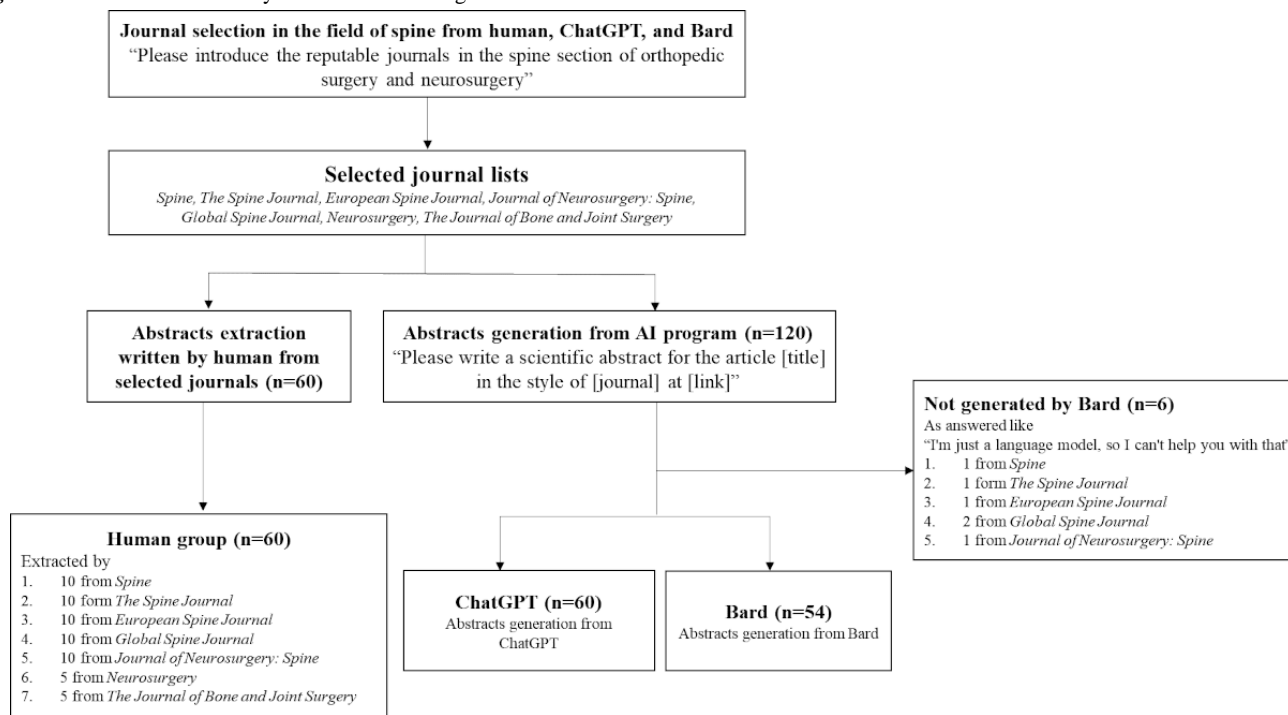 Journal selection in the field of spine from human, ChatGPT, and Bard
“Please introduce the reputable journals in the spine section of orthopedic
surgery and neurosurgery”
Selected journal lists
Spine, The Spine Journal, European Spine Journal, Journal of Neurosurgery: Spine,
Global Spine Journal, Neurosurgery, The Journal of Bone and Joint Surgery
Abstracts extraction
written by human from
selected journals (n=60)
Abstracts generation from AI program (n=120)
“Please write a scientific abstract for the article [title]
in the style of [journal] at [link]”
Not generated by Bard (n=6)
As answered like
“I'm just a language model, so I can't help you with that”
1. 1 from Spine
2. 1 form The Spine Journal
3. 1 from European Spine Journal
4. 2 from Global Spine Journal
5. 1 from Journal of Neurosurgery: Spine
Human group (n=60)
Extracted by
1. 10 from Spine
2. 10 form The Spine Journal
3. 10 from European Spine Journal
4. 10 from Global Spine Journal
5. 10 from Journal of Neurosurgery: Spine
6. 5 from Neurosurgery
7. 5 from The Journal of Bone and Joint Surgery
ChatGPT (n=60)
Abstracts generation from
ChatGPT
Bard (n=54)
Abstracts generation from Bard